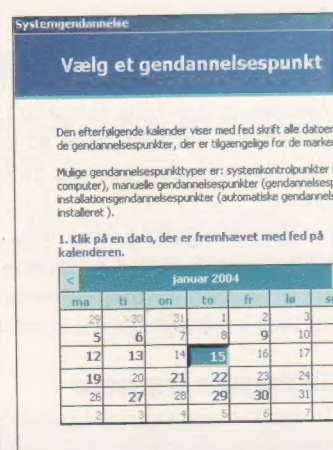 Systemgendannelse
Vælg et gendannelsespunkt
Den efterfølgende kalender viser med fed skrift alle datoer
de gendannelsespunkter, der er tilgængelige for de marker
Mulige gendannelsespunkttyper er: systemkontrolpunkter
computer), manuelle gendannelsespunkter (gendannelsesp
installationsgendannelsespunkter (automatiske gendannels
installeret ).
1. Klik på en dato, der er fremhævet med fed på
kalenderen.
< januar 2004
ma ti on to fr lø s
29 30 31 1 2 3
5 6 7 8 9 10
12 13 14 15 16 17
19 20 21 22 23 24
26 27 28 29 30 31
2 3 4 5 6 7